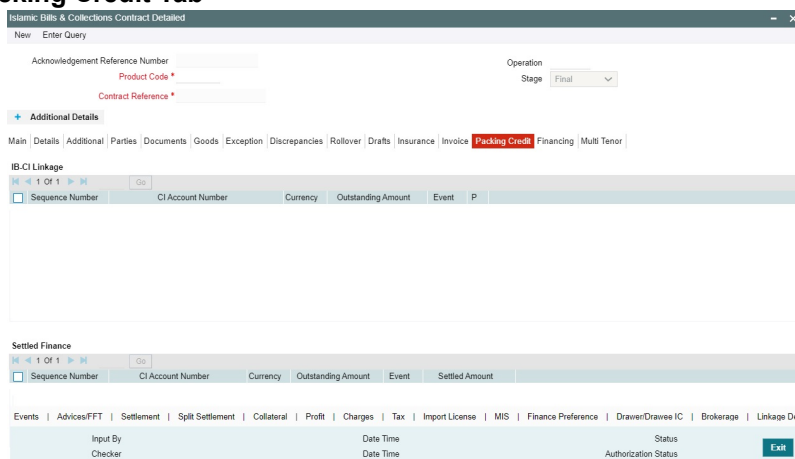 Packing Credit Tab
Islamic Bills & Collections Contract Detailed
New Enter Query
Acknowledgement Reference Number
Operation
Product Code *
Stage Final
Contract Reference *
+ Additional Details
Main Details Additional Parties Documents Goods Exception Discrepancies Rollover Drafts Insurance Invoice Packing Credit Financing Multi Tenor
IB-CI Linkage
1 Of 1 Go
Sequence Number CI Account Number Currency Outstanding Amount Event P
Settled Finance
1 Of 1 Go
Sequence Number CI Account Number Currency Outstanding Amount Event Settled Amount
Events | Advices/FFT | Settlement | Split Settlement | Collateral | Profit | Charges | Tax | Import License | MIS | Finance Preference | Drawer/Drawee IC | Brokerage | Linkage
Input By Date Time Status
Checker Date Time Authorization Status
Exit